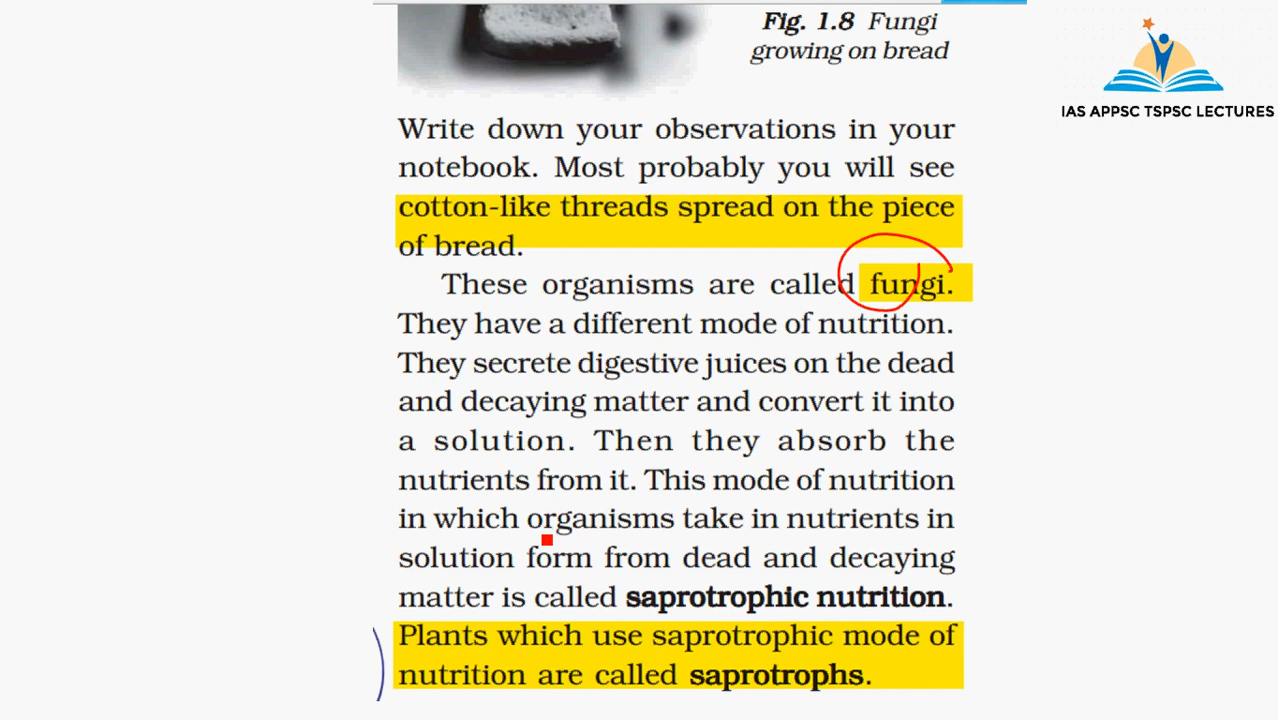 Fig. 1.8 Fungi
growing on bread
IAS APPSC TSPSC LECTURES
Write down your observations in your
notebook. Most probably you will see
cotton-like threads spread on the piece
of bread.
These organisms are called fungi.
They have a different mode of nutrition.
They secrete digestive juices on the dead
and decaying matter and convert it into
a solution. Then they absorb the
nutrients from it. This mode of nutrition
in which organisms take in nutrients in
solution form from dead and decaying
matter is called saprotrophic nutrition.
Plants which use saprotrophic mode of
nutrition are called saprotrophs.